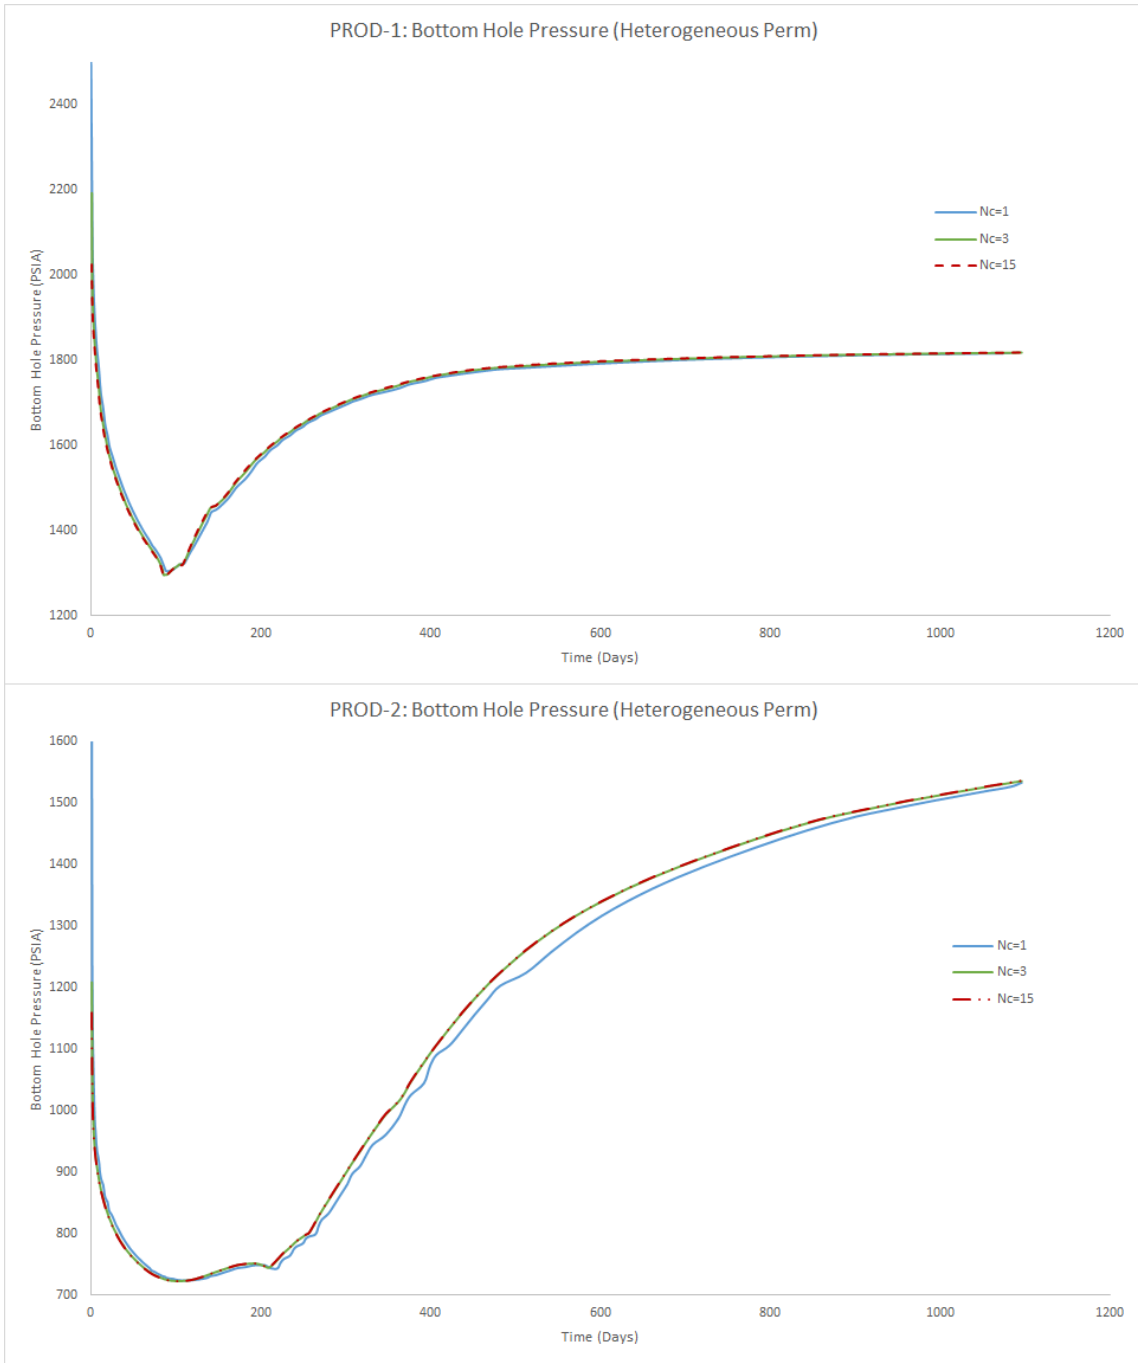 PROD-1: Bottom Hole Pressure (Heterogeneous Perm)
2400
2200
2000
1800
1600
1400
1200
Bottom Hole Pressure (PSIA)
Nc=1
Nc=3
Nc=15
0 200 400 600 800 1000 1200
Time (Days)
PROD-2: Bottom Hole Pressure (Heterogeneous Perm)
1600
1500
1400
1300
1200
1100
1000
900
800
700
Bottom Hole Pressure (PSIA)
Nc=1
Nc=3
Nc=15
0 200 400 600 800 1000 1200
Time (Days)